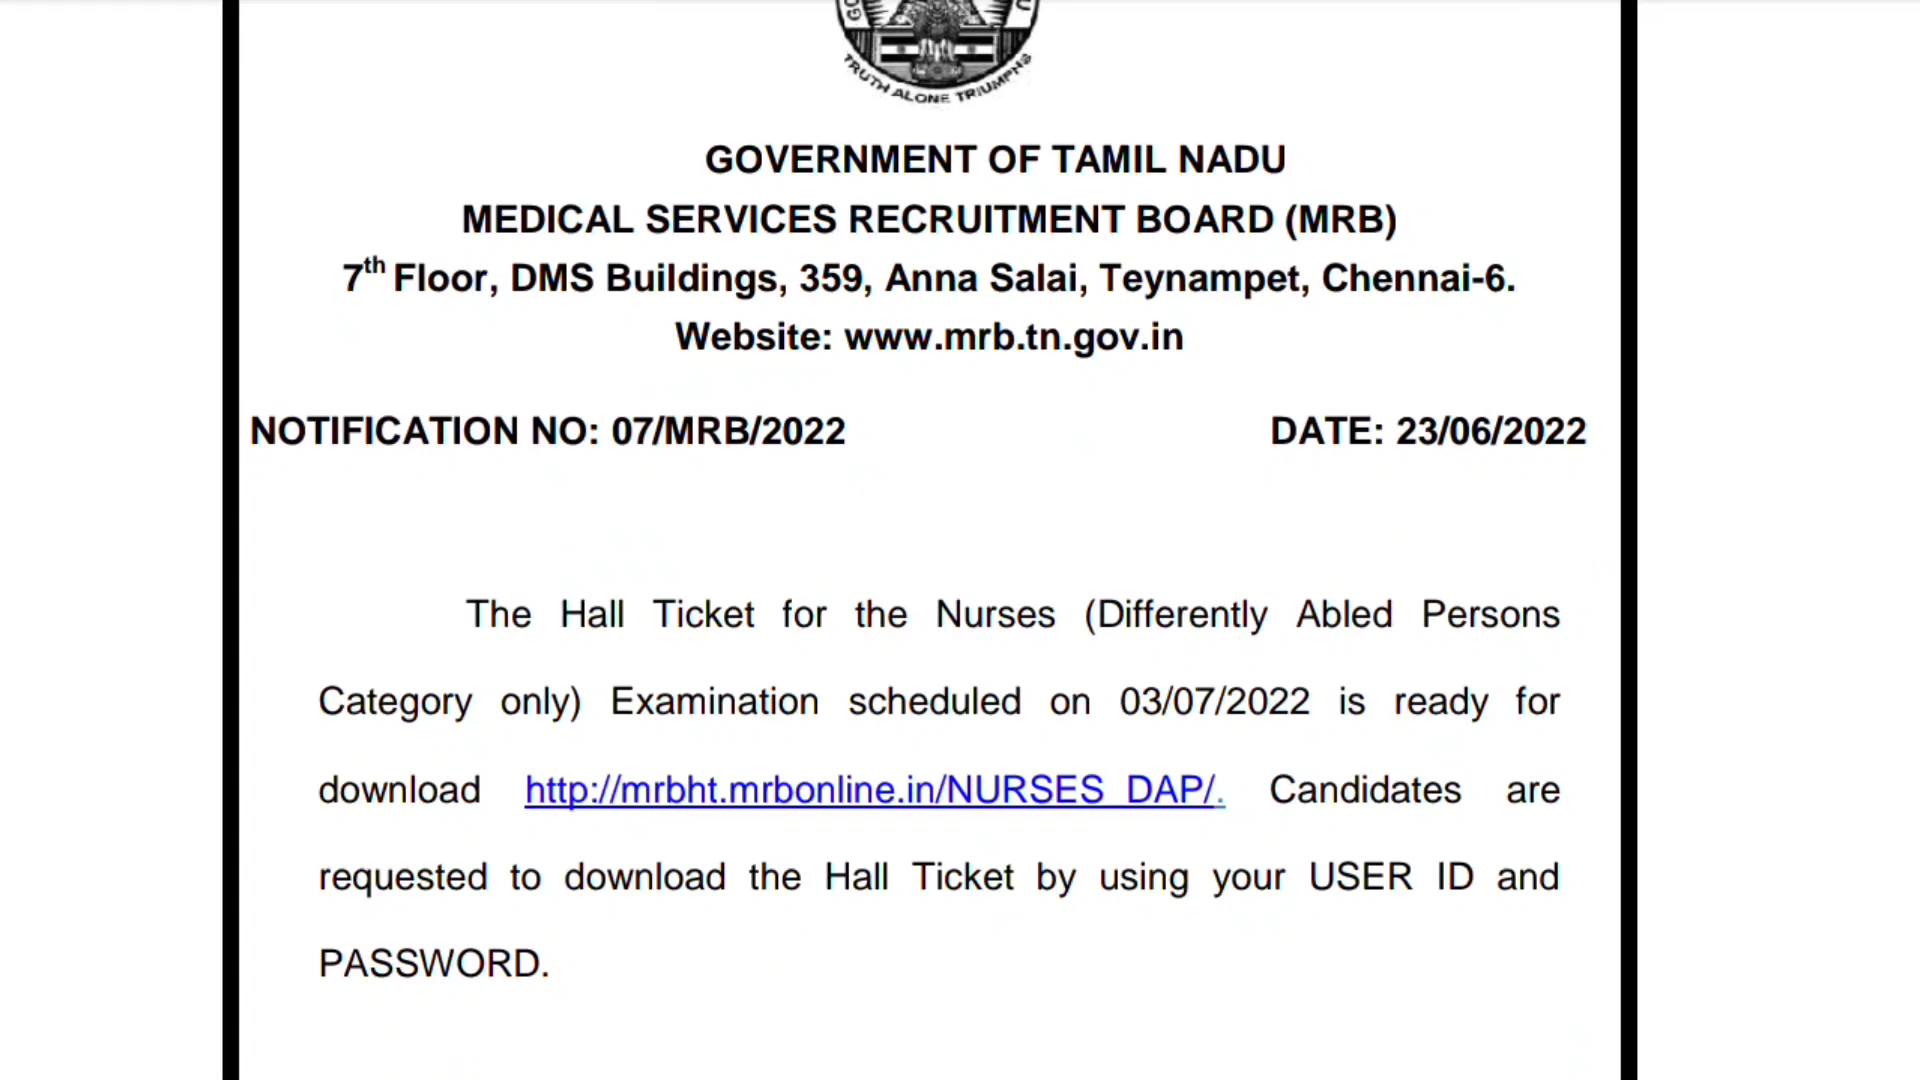 TRUTH ALONE TRIUMPHS
GOVERNMENT OF TAMIL NADU
MEDICAL SERVICES RECRUITMENT BOARD (MRB)
7th Floor, DMS Buildings, 359, Anna Salai, Teynampet, Chennai-6.
Website: www.mrb.tn.gov.in
NOTIFICATION NO: 07/MRB/2022 DATE: 23/06/2022
The Hall Ticket for the Nurses (Differently Abled Persons
Category only) Examination scheduled on 03/07/2022 is ready for
download http://mrbht.mrbonline.in/NURSES_DAP/. Candidates are
requested to download the Hall Ticket by using your USER ID and
PASSWORD.